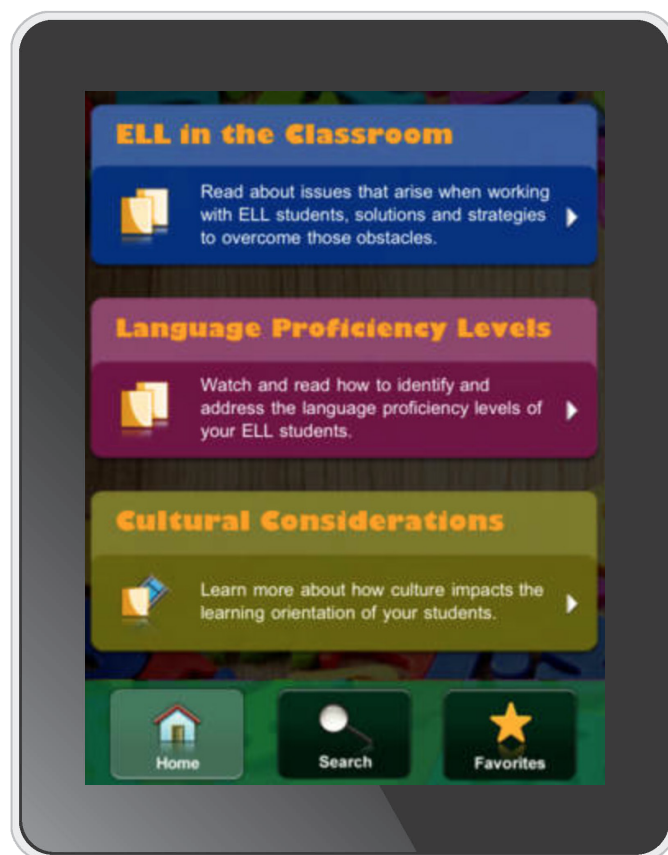 ELL in the Classroom
Read about issues that arise when working
with ELL students, solutions and strategies
to overcome those obstacles.
Language Proficiency Levels
Watch and read how to identify and
address the language proficiency levels of
your ELL students.
Cultural Considerations
Learn more about how culture impacts the
learning orientation of your students.
Home
Search
Favorites